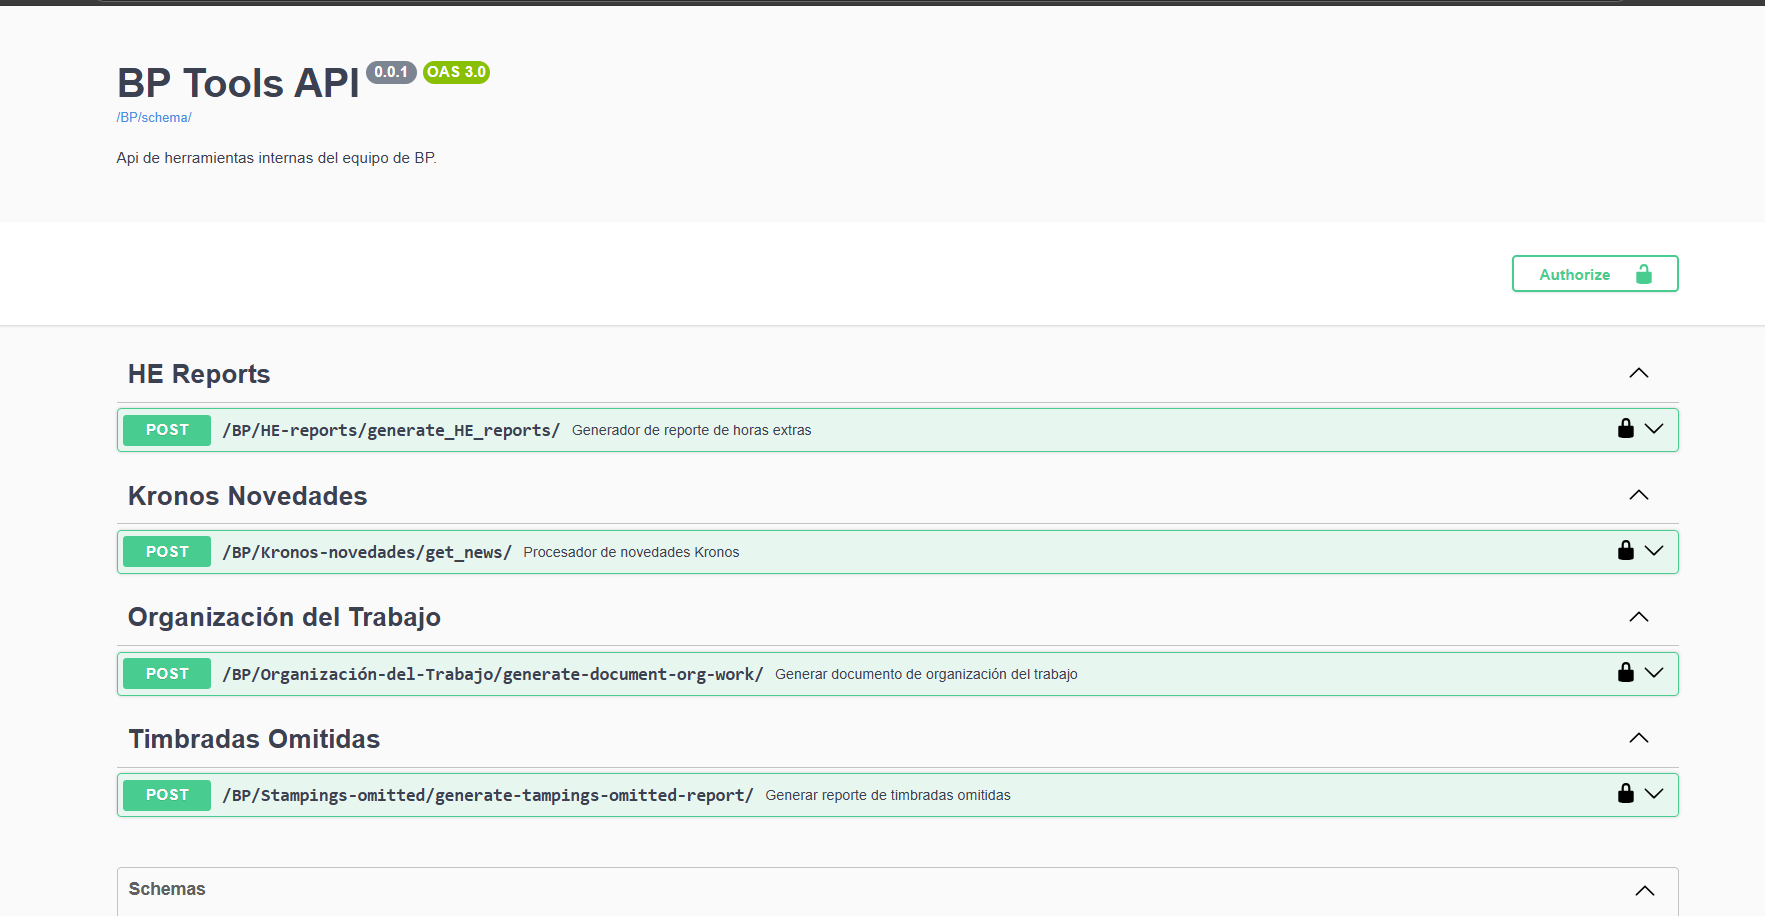 BP Tools API 0.0.1 OAS 3.0
/BP/schema/
Api de herramientas internas del equipo de BP.
Authorize
HE Reports
POST /BP/HE-reports/generate_HE_reports/ Generador de reporte de horas extras
Kronos Novedades
POST /BP/Kronos-novedades/get_news/ Procesador de novedades Kronos
Organización del Trabajo
POST /BP/Organización-del-Trabajo/generate-document-org-work/ Generar documento de organización del trabajo
Timbradas Omitidas
POST /BP/Stampings-omitted/generate-tampings-omitted-report/ Generar reporte de timbradas omitidas
Schemas